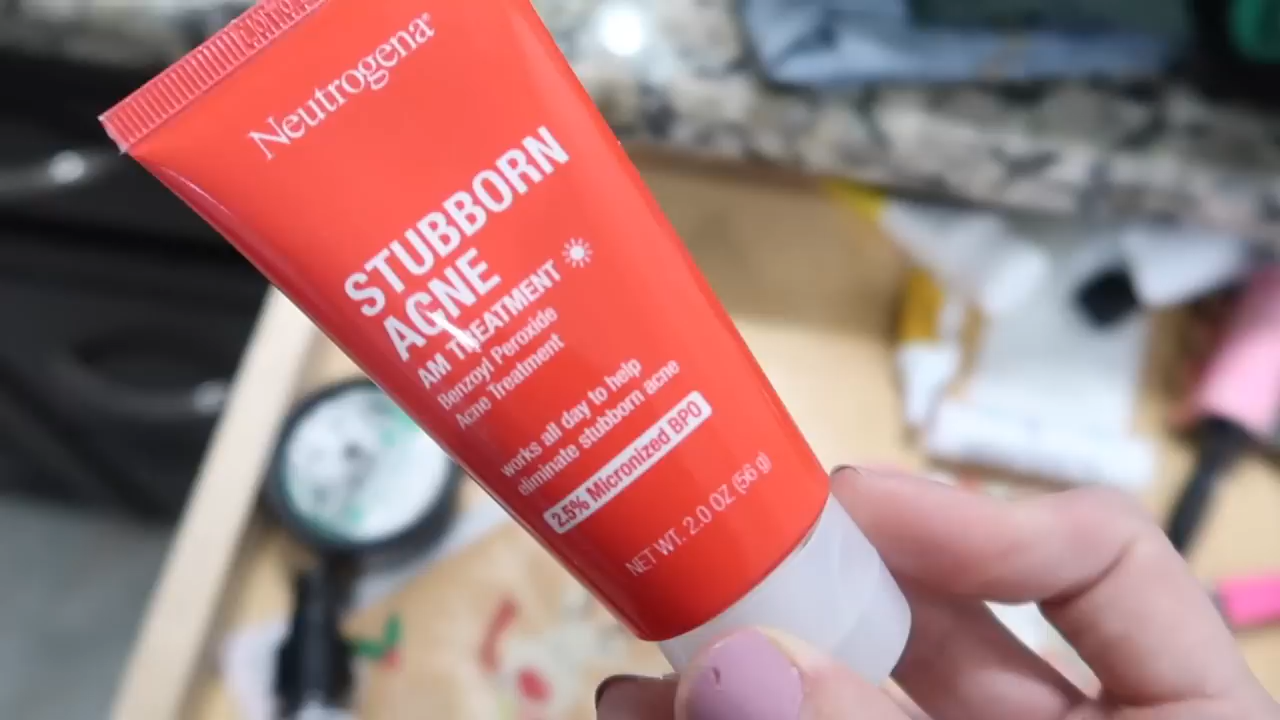 Neutrogena®
STUBBORN
ACNE
AM TREATMENT
Benzoyl Peroxide
Acne Treatment
works all day to help
eliminate stubborn acne
2.5% Micronized BPO
NET WT. 2.0 OZ (56 g)